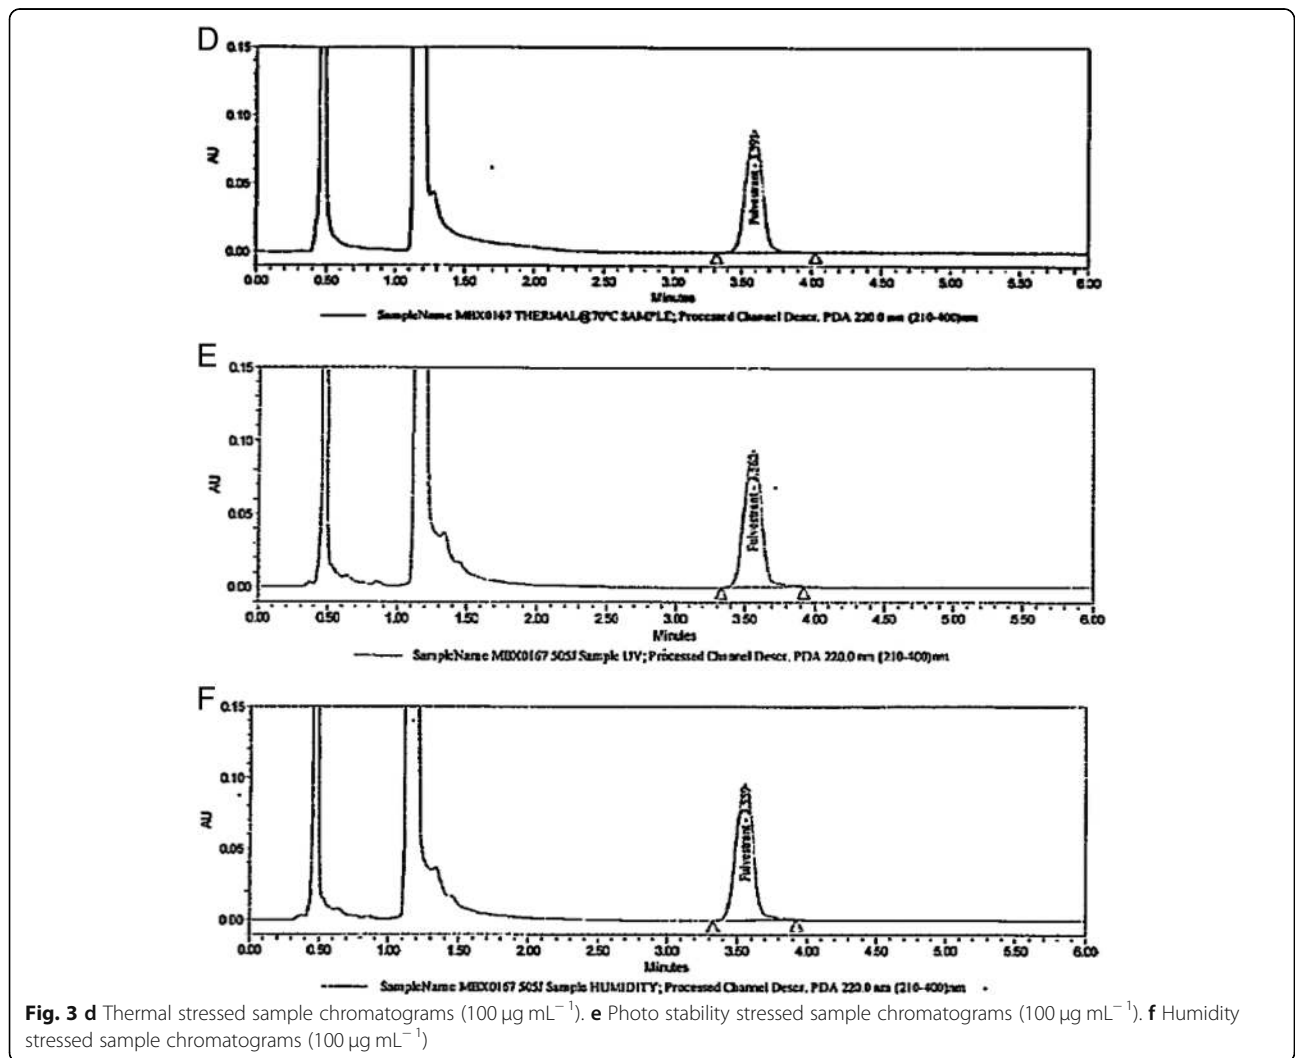 D
0.15
0.10
AU
0.05
0.00
Fulvestrant - 3.591
0.00 0.50 1.00 1.50 2.00 2.50 3.00 3.50 4.00 4.50 5.00 5.50 6.00
Minutes
SampleName MBX0167 THERMAL@70°C SAMPLE; Processed Channel Descr. PDA 220.0 nm (210-400)nm
E
0.15
0.10
AU
0.05
0.00
Fulvestrant -
0.00 0.50 1.00 1.50 2.00 2.50 3.00 3.50 4.00 4.50 5.00 5.50 6.00
Minutes
SampleName MBX0167 505J Sample UV; Processed Channel Descr. PDA 220.0 nm (210-400)nm
F
0.15
0.10
AU
0.05
0.00
Fulvestrant - 3.559
0.00 0.50 1.00 1.50 2.00 2.50 3.00 3.50 4.00 4.50 5.00 5.50 6.00
Minutes
SampleName MBX0167 505J Sample HUMIDITY; Processed Channel Descr. PDA 220.0 nm (210-400)nm
Fig. 3 d Thermal stressed sample chromatograms (100 μg mL⁻¹). e Photo stability stressed sample chromatograms (100 μg mL⁻¹). f Humidity
stressed sample chromatograms (100 μg mL⁻¹)